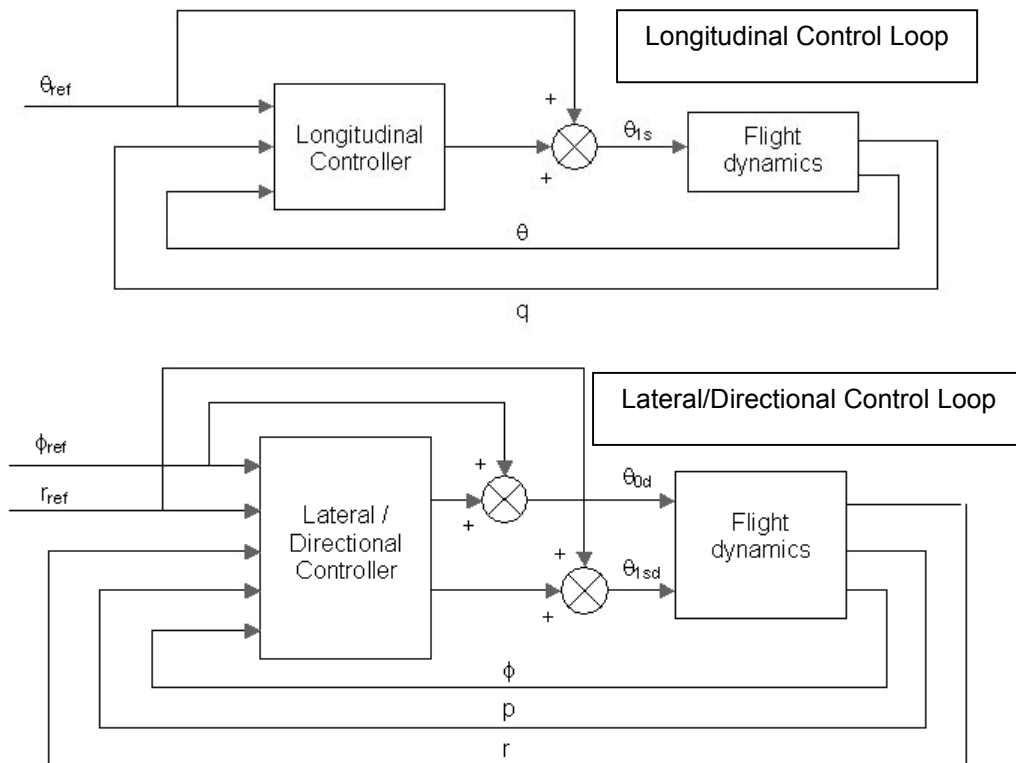 Longitudinal Control Loop
θref
+
Longitudinal
Controller
θ1s
Flight
dynamics
+
θ
q
Lateral/Directional Control Loop
ϕref
+
θ0d
rref
Lateral /
Directional
Controller
+
Flight
dynamics
+
θ1sd
+
ϕ
p
r